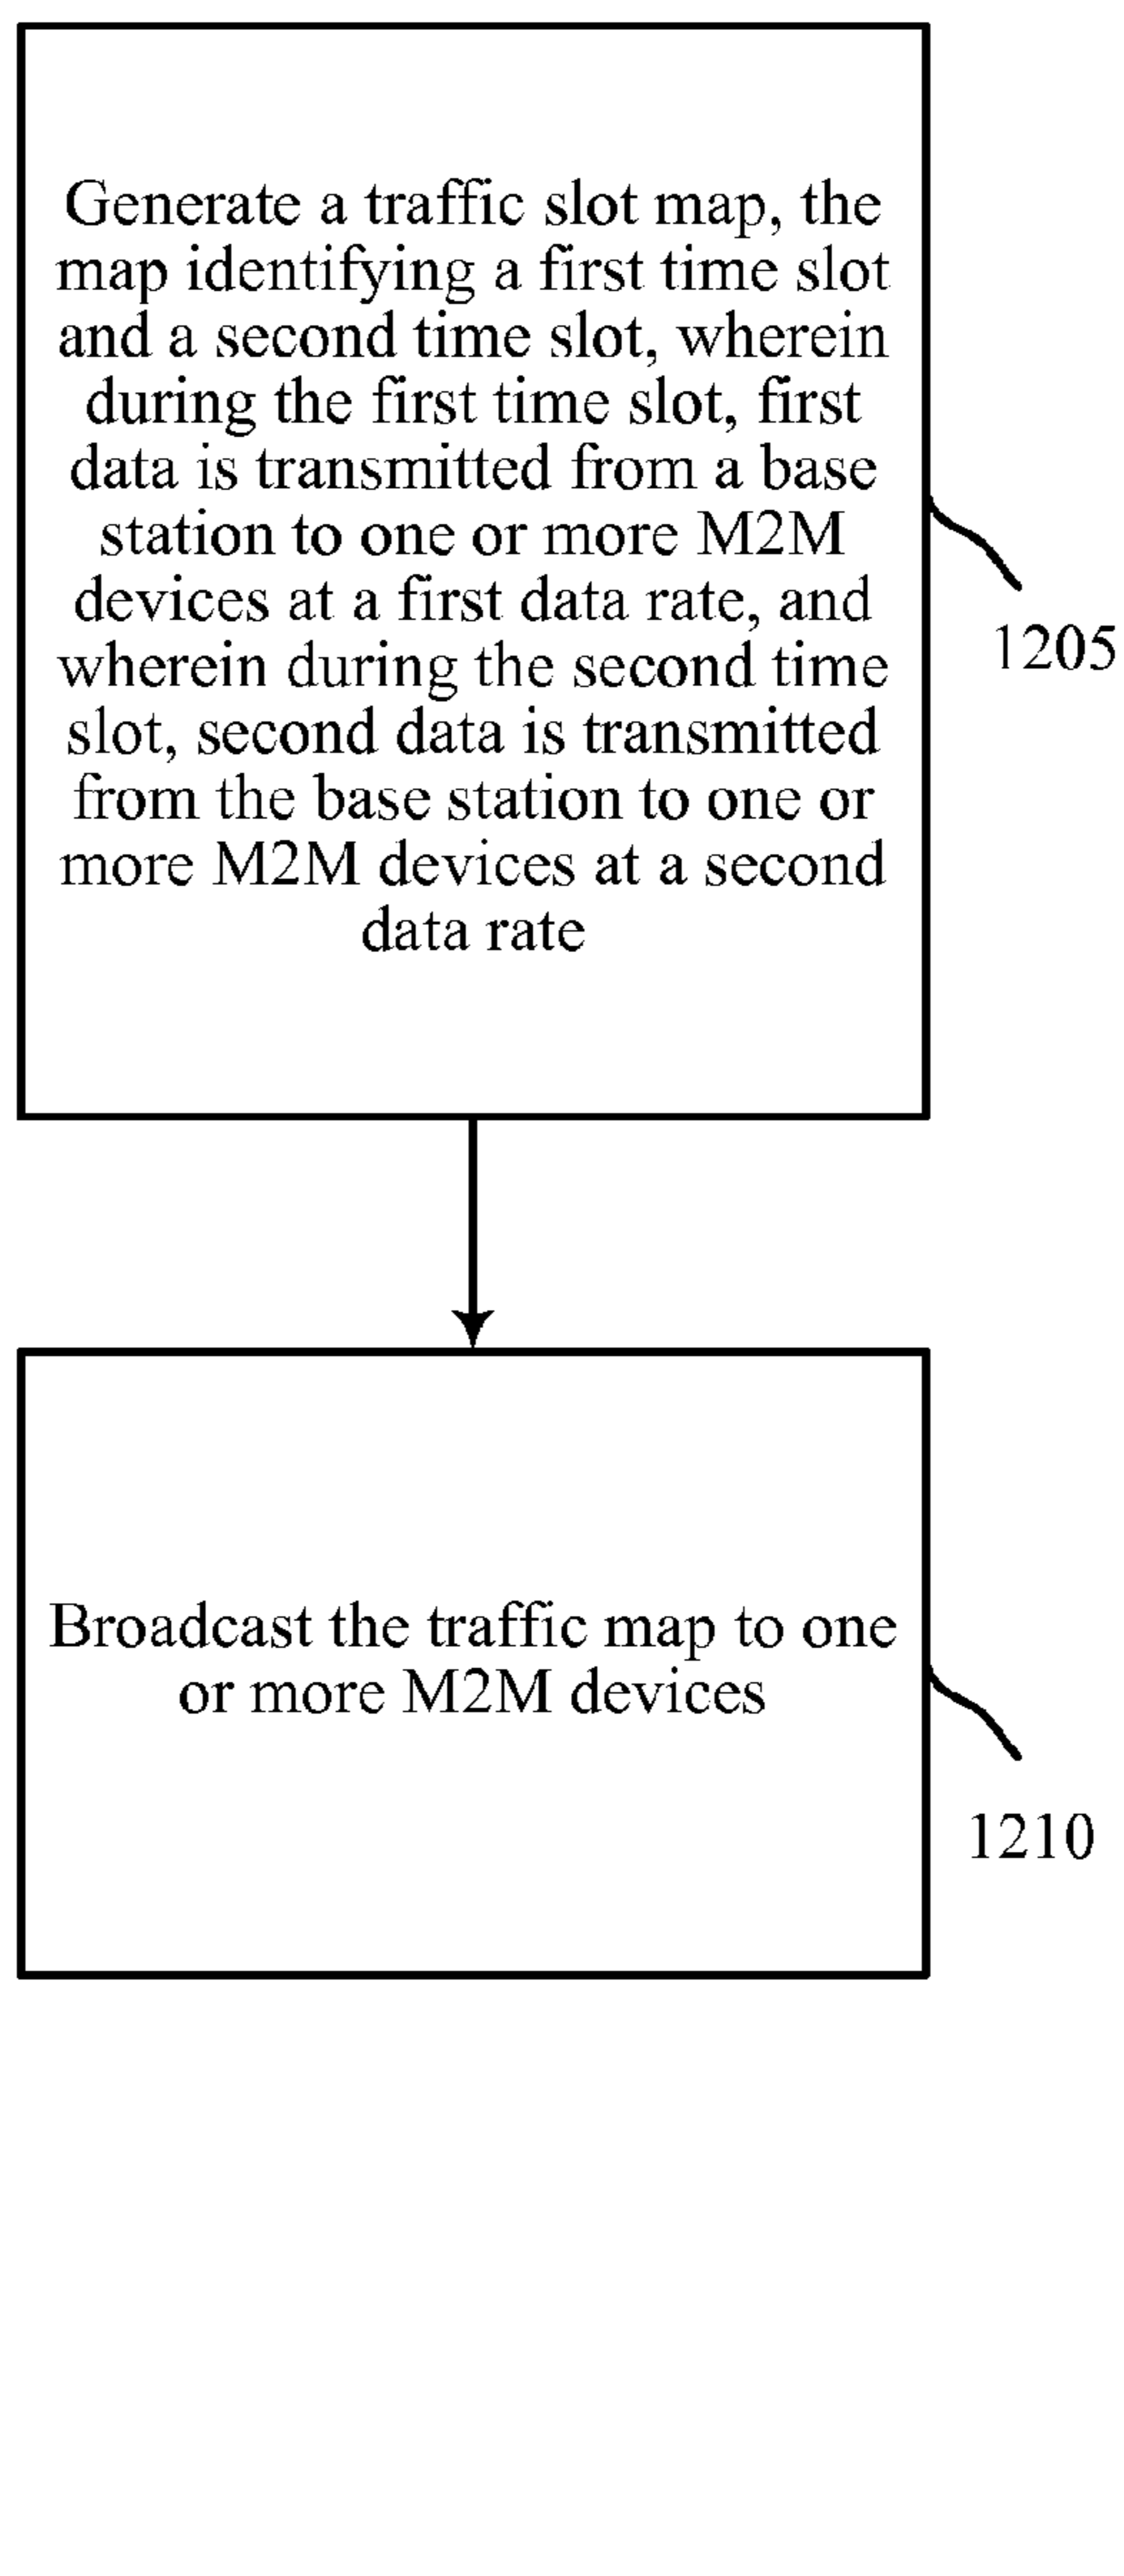 Generate a traffic slot map, the
map identifying a first time slot
and a second time slot, wherein
during the first time slot, first
data is transmitted from a base
station to one or more M2M
devices at a first data rate, and
wherein during the second time
slot, second data is transmitted
from the base station to one or
more M2M devices at a second
data rate
1205
Broadcast the traffic map to one
or more M2M devices
1210